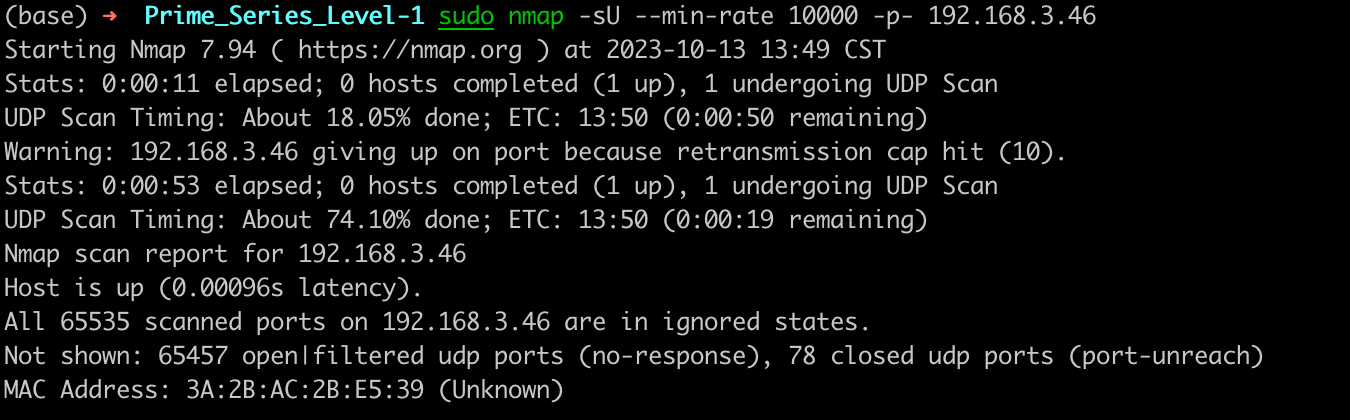 (base) ➜  Prime_Series_Level-1 sudo nmap -sU --min-rate 10000 -p- 192.168.3.46
Starting Nmap 7.94 ( https://nmap.org ) at 2023-10-13 13:49 CST
Stats: 0:00:11 elapsed; 0 hosts completed (1 up), 1 undergoing UDP Scan
UDP Scan Timing: About 18.05% done; ETC: 13:50 (0:00:50 remaining)
Warning: 192.168.3.46 giving up on port because retransmission cap hit (10).
Stats: 0:00:53 elapsed; 0 hosts completed (1 up), 1 undergoing UDP Scan
UDP Scan Timing: About 74.10% done; ETC: 13:50 (0:00:19 remaining)
Nmap scan report for 192.168.3.46
Host is up (0.00096s latency).
All 65535 scanned ports on 192.168.3.46 are in ignored states.
Not shown: 65457 open|filtered udp ports (no-response), 78 closed udp ports (port-unreach)
MAC Address: 3A:2B:AC:2B:E5:39 (Unknown)